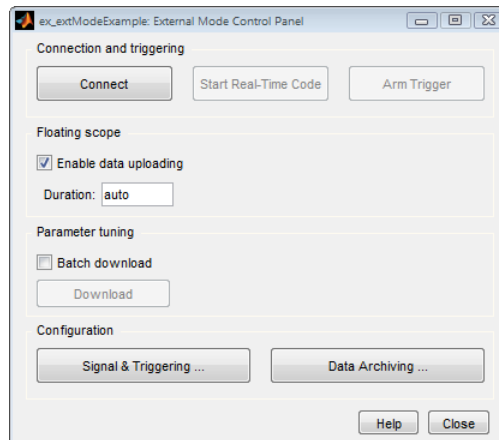 ex_extModeExample: External Mode Control Panel
Connection and triggering
Connect Start Real-Time Code Arm Trigger
Floating scope
Enable data uploading
Duration: auto
Parameter tuning
Batch download
Download
Configuration
Signal & Triggering ... Data Archiving ...
Help Close